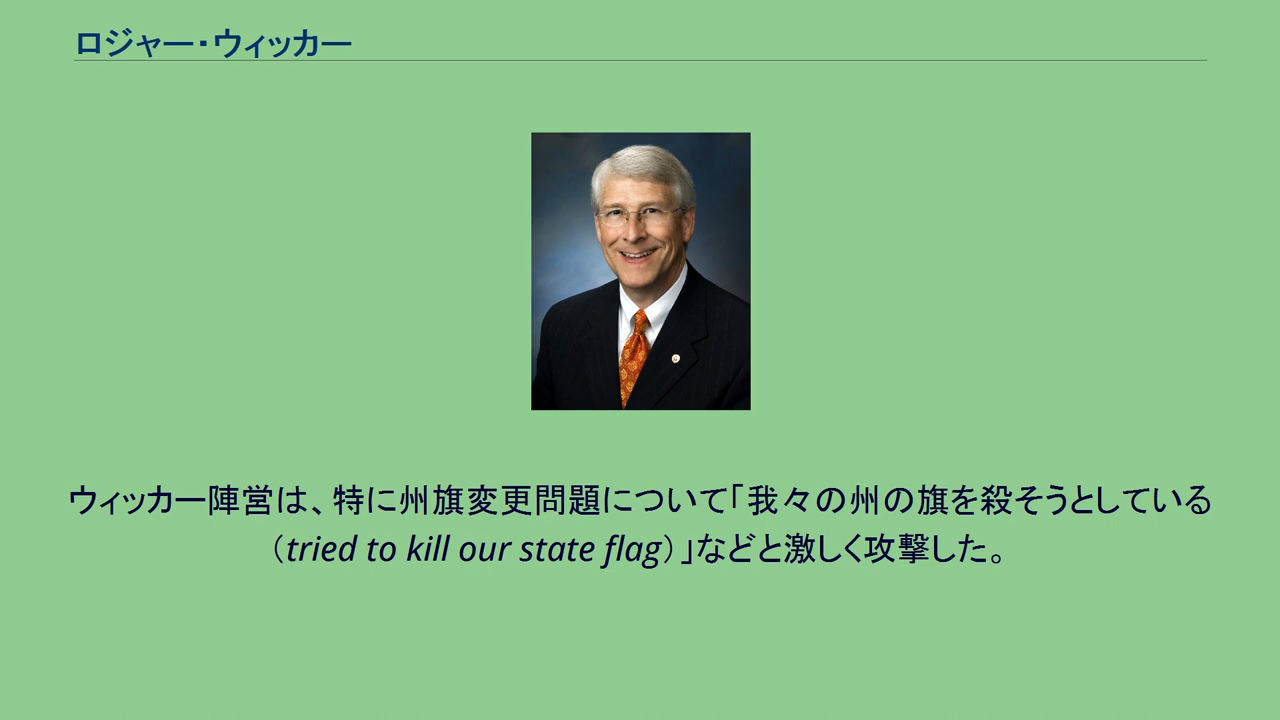 ロジャー・ウィッカー
ウィッカー陣営は、特に州旗変更問題について「我々の州の旗を殺そうとしている
（tried to kill our state flag）」などと激しく攻撃した。